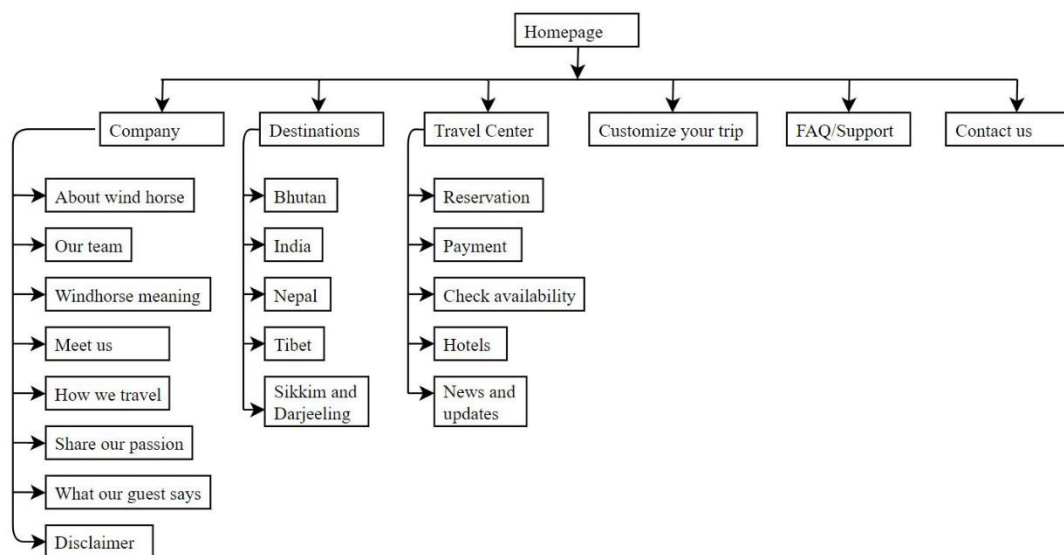 Homepage
Company
Destinations
Travel Center
Customize your trip
FAQ/Support
Contact us
About wind horse
Our team
Windhorse meaning
Meet us
How we travel
Share our passion
What our guest says
Disclaimer
Bhutan
India
Nepal
Tibet
Sikkim and
Darjeeling
Reservation
Payment
Check availability
Hotels
News and
updates